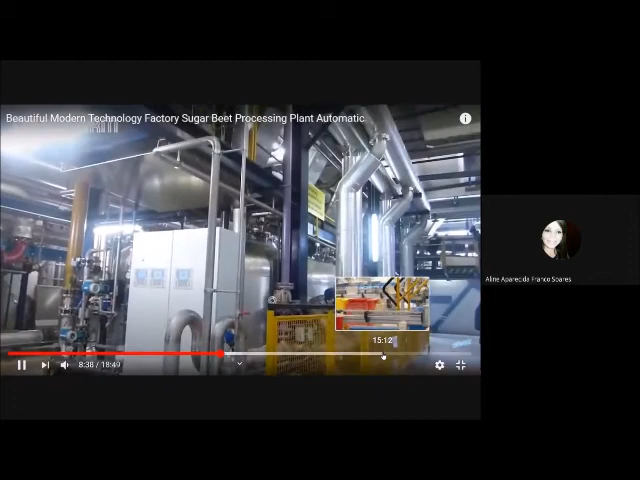 Beautiful Modern Technology Factory Sugar Beet Processing Plant Automatic
Aline Aparecida Franco Soares
15:12
8:38 / 18:49